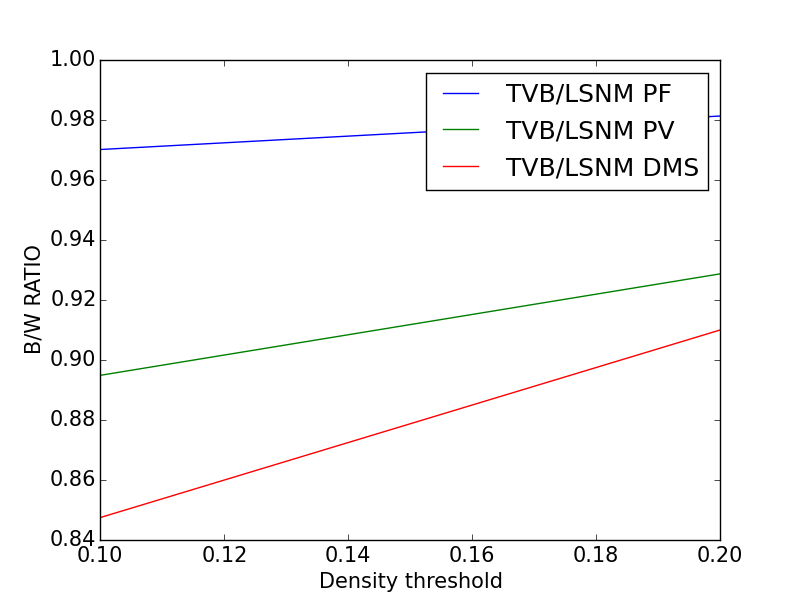 1.00
0.98
0.96
0.94
0.92
0.90
0.88
0.86
0.84
B/W RATIO
TVB/LSNM PF
TVB/LSNM PV
TVB/LSNM DMS
0.10 0.12 0.14 0.16 0.18 0.20
Density threshold